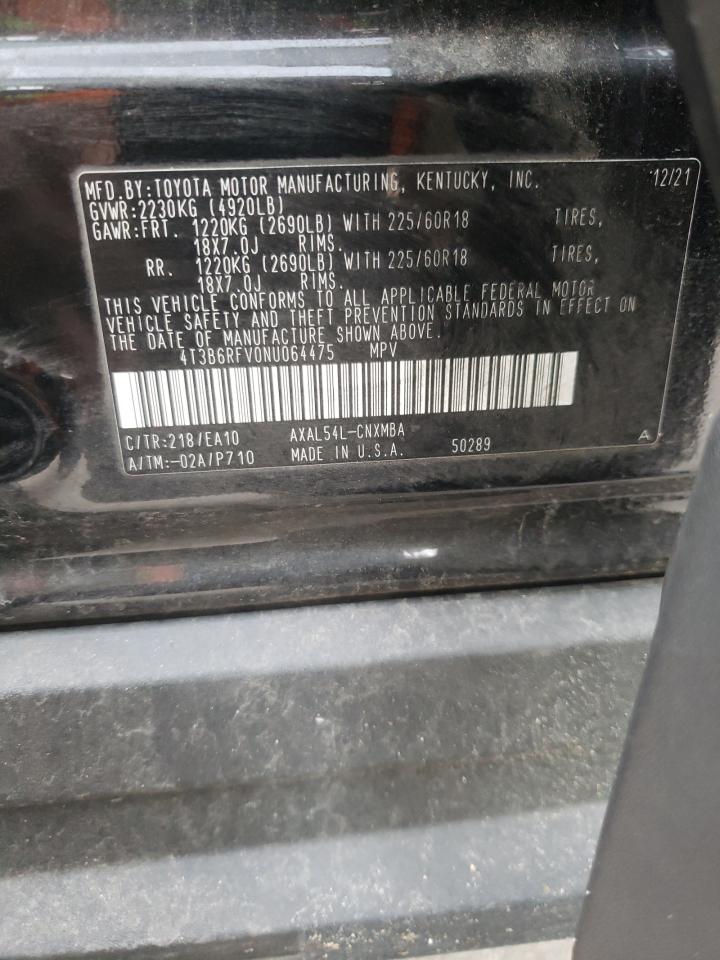 MFD.BY:TOYOTA MOTOR MANUFACTURING, KENTUCKY, INC. 12/21
GVWR:2230KG (4920LB)
GAWR:FRT. 1220KG (2690LB) WITH 225/60R18 TIRES,
18X7.0J RIMS.
RR. 1220KG (2690LB) WITH 225/60R18 TIRES,
18X7.0J RIMS.
THIS VEHICLE CONFORMS TO ALL APPLICABLE FEDERAL MOTOR
VEHICLE SAFETY AND THEFT PREVENTION STANDARDS IN EFFECT ON
THE DATE OF MANUFACTURE SHOWN ABOVE.
4T3B6RFV0NU064475 MPV
C/TR:218/EA10 AXAL54L-CNXMBA
A/TM:-02A/P710 MADE IN U.S.A. 50289 A